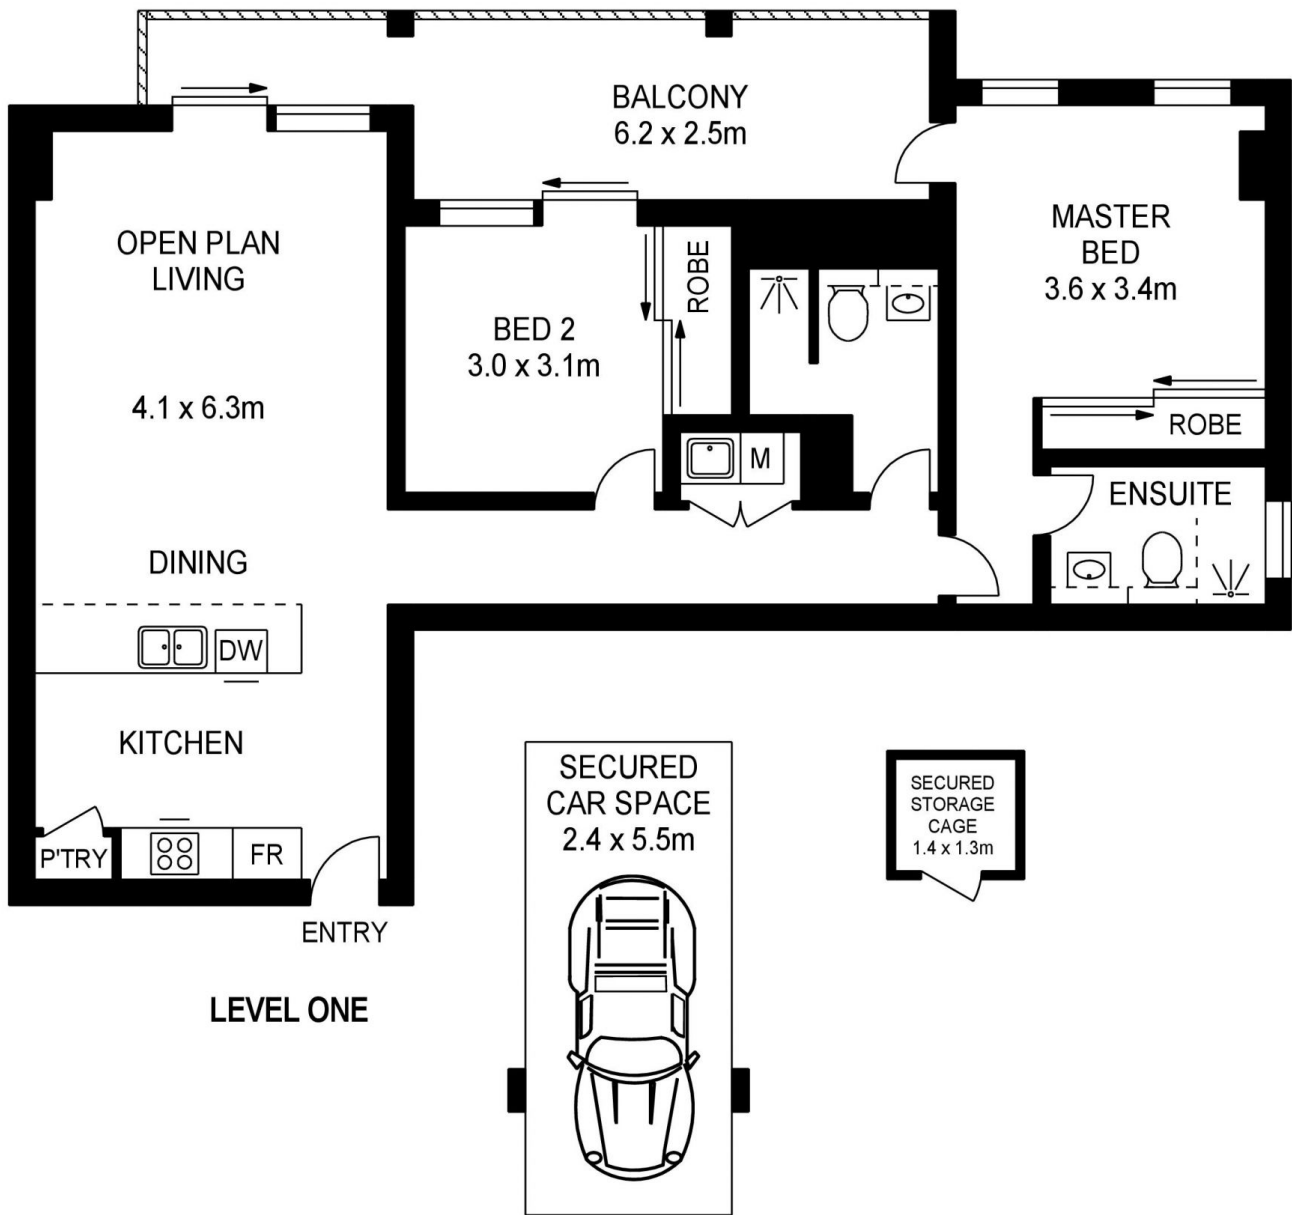 BALCONY
6.2 x 2.5m
OPEN PLAN
LIVING
4.1 x 6.3m
BED 2
3.0 x 3.1m
ROBE
MASTER
BED
3.6 x 3.4m
ROBE
M
ENSUITE
DINING
DW
KITCHEN
P'TRY
FR
ENTRY
LEVEL ONE
SECURED
CAR SPACE
2.4 x 5.5m
SECURED
STORAGE
CAGE
1.4 x 1.3m